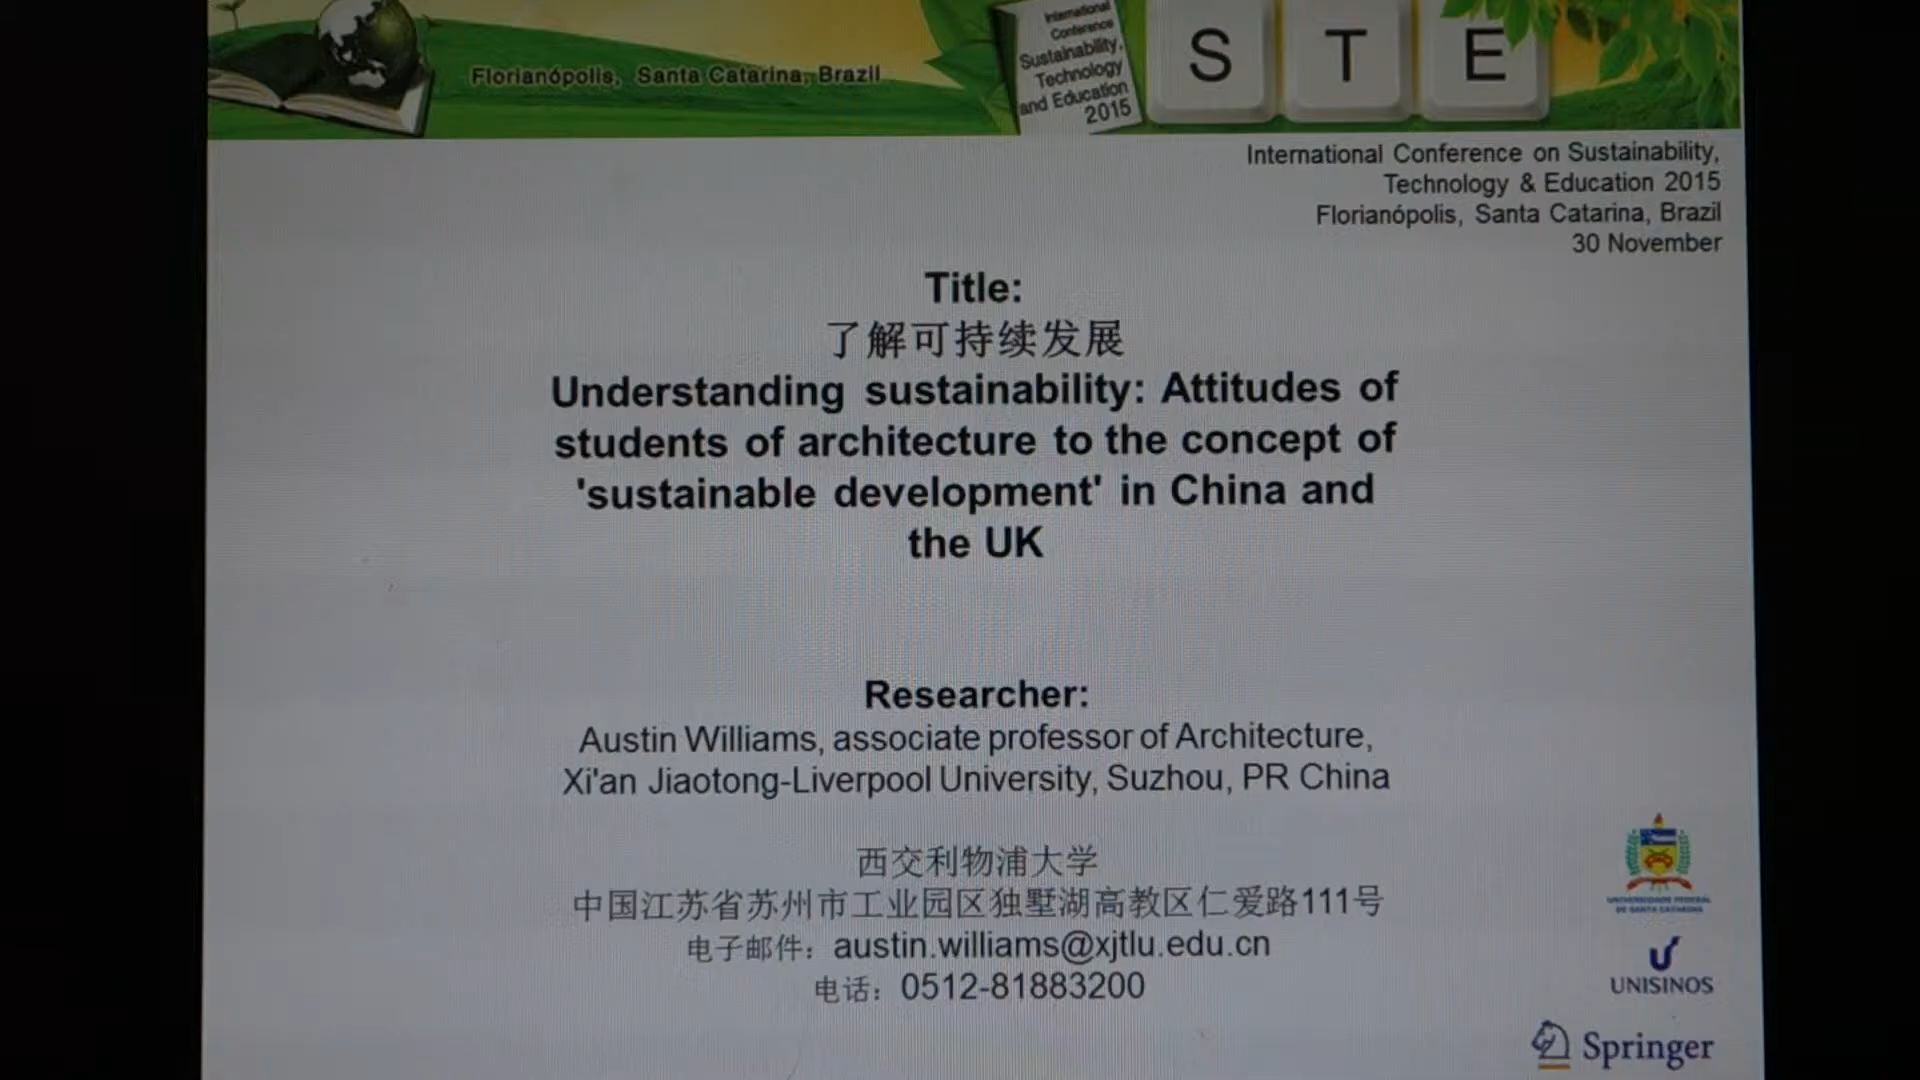 Florianópolis, Santa Catarina, Brazil
International
Conference
Sustainability,
Technology
and Education
2015
S T E
International Conference on Sustainability,
Technology & Education 2015
Florianópolis, Santa Catarina, Brazil
30 November
Title:
了解可持续发展
Understanding sustainability: Attitudes of
students of architecture to the concept of
'sustainable development' in China and
the UK
Researcher:
Austin Williams, associate professor of Architecture,
Xi'an Jiaotong-Liverpool University, Suzhou, PR China
西交利物浦大学
中国江苏省苏州市工业园区独墅湖高教区仁爱路111号
电子邮件：austin.williams@xjtlu.edu.cn
电话：0512-81883200
UNIVERSIDADE FEDERAL
DE SANTA CATARINA
UNISINOS
Springer